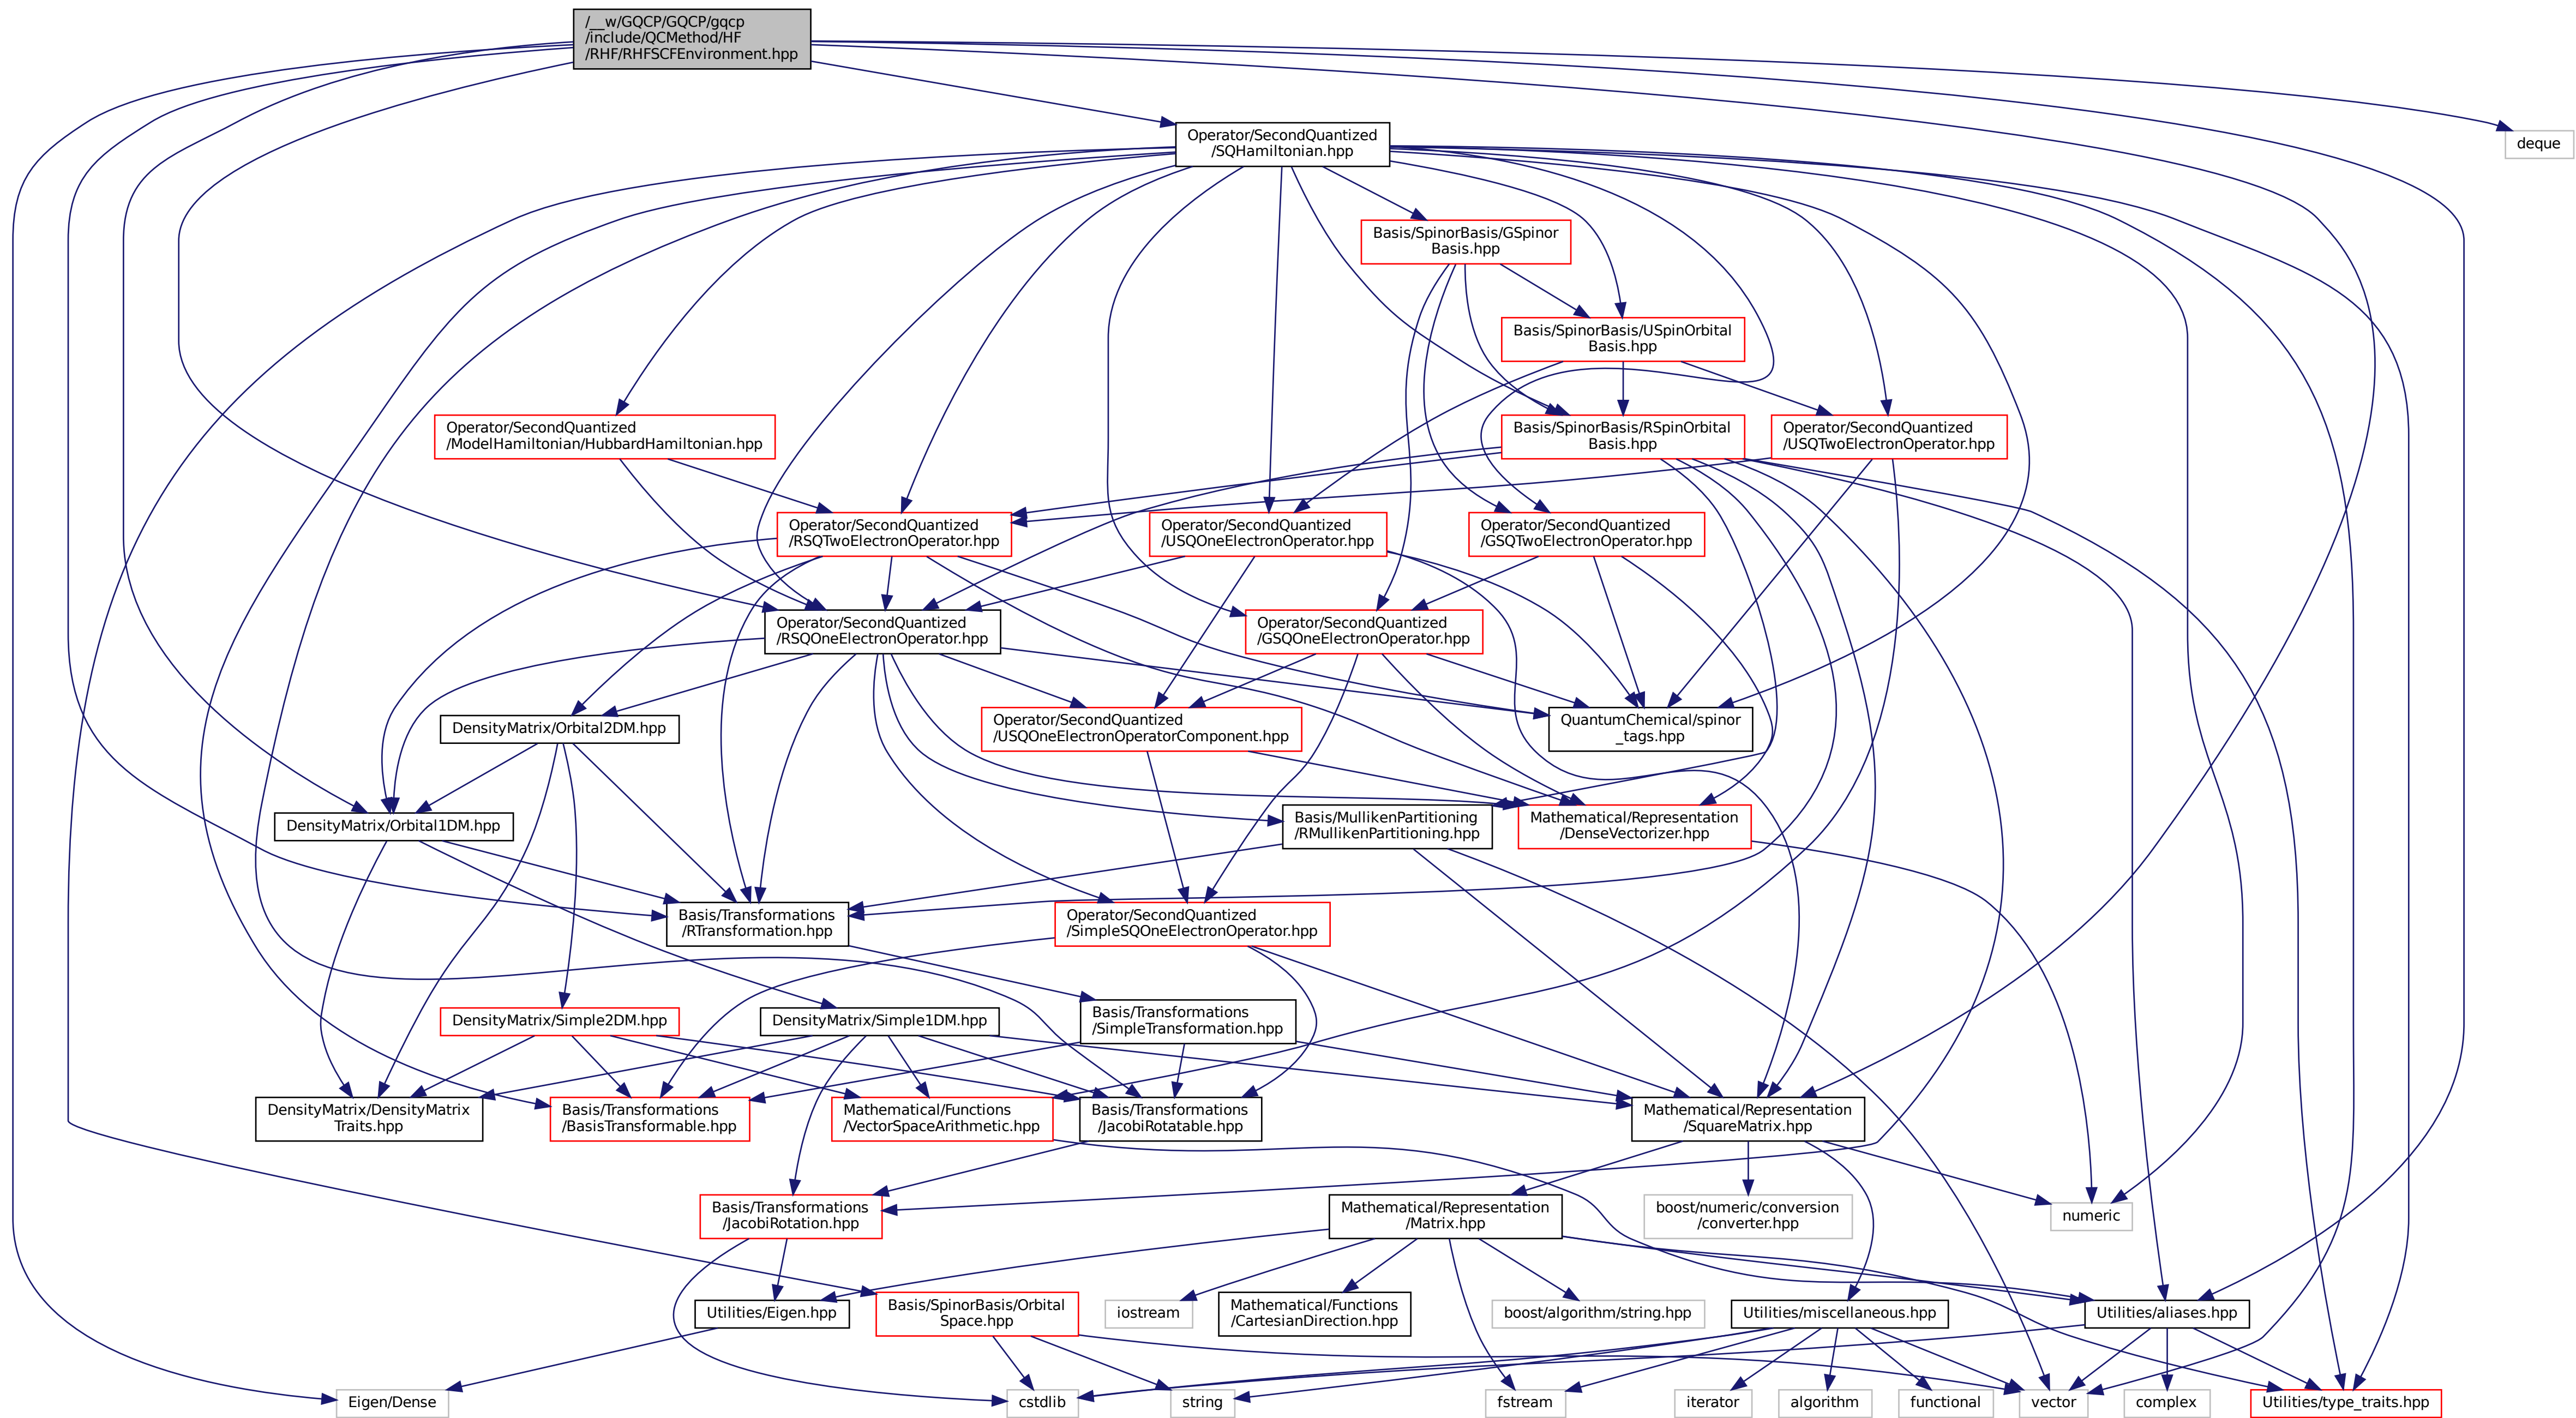 /__w/GQCP/GQCP/gqcp
/include/QCMethod/HF
/RHF/RHFSCFEnvironment.hpp
Operator/SecondQuantized
/SQHamiltonian.hpp
deque
Basis/SpinorBasis/GSpinor
Basis.hpp
Basis/SpinorBasis/USpinOrbital
Basis.hpp
Operator/SecondQuantized
/ModelHamiltonian/HubbardHamiltonian.hpp
Basis/SpinorBasis/RSpinOrbital
Basis.hpp
Operator/SecondQuantized
/USQTwoElectronOperator.hpp
Operator/SecondQuantized
/RSQTwoElectronOperator.hpp
Operator/SecondQuantized
/USQOneElectronOperator.hpp
Operator/SecondQuantized
/GSQTwoElectronOperator.hpp
Operator/SecondQuantized
/RSQOneElectronOperator.hpp
Operator/SecondQuantized
/GSQOneElectronOperator.hpp
DensityMatrix/Orbital2DM.hpp
Operator/SecondQuantized
/USQOneElectronOperatorComponent.hpp
QuantumChemical/spinor
_tags.hpp
DensityMatrix/Orbital1DM.hpp
Basis/MullikenPartitioning
/RMullikenPartitioning.hpp
Mathematical/Representation
/DenseVectorizer.hpp
Basis/Transformations
/RTransformation.hpp
Operator/SecondQuantized
/SimpleSQOneElectronOperator.hpp
DensityMatrix/Simple2DM.hpp
DensityMatrix/Simple1DM.hpp
Basis/Transformations
/SimpleTransformation.hpp
DensityMatrix/DensityMatrix
Traits.hpp
Basis/Transformations
/BasisTransformable.hpp
Mathematical/Functions
/VectorSpaceArithmetic.hpp
Basis/Transformations
/JacobiRotatable.hpp
Mathematical/Representation
/SquareMatrix.hpp
Basis/Transformations
/JacobiRotation.hpp
Mathematical/Representation
/Matrix.hpp
boost/numeric/conversion
/converter.hpp
numeric
Utilities/Eigen.hpp
Basis/SpinorBasis/Orbital
Space.hpp
iostream
Mathematical/Functions
/CartesianDirection.hpp
boost/algorithm/string.hpp
Utilities/miscellaneous.hpp
Utilities/aliases.hpp
Eigen/Dense
cstdlib
string
fstream
iterator
algorithm
functional
vector
complex
Utilities/type_traits.hpp